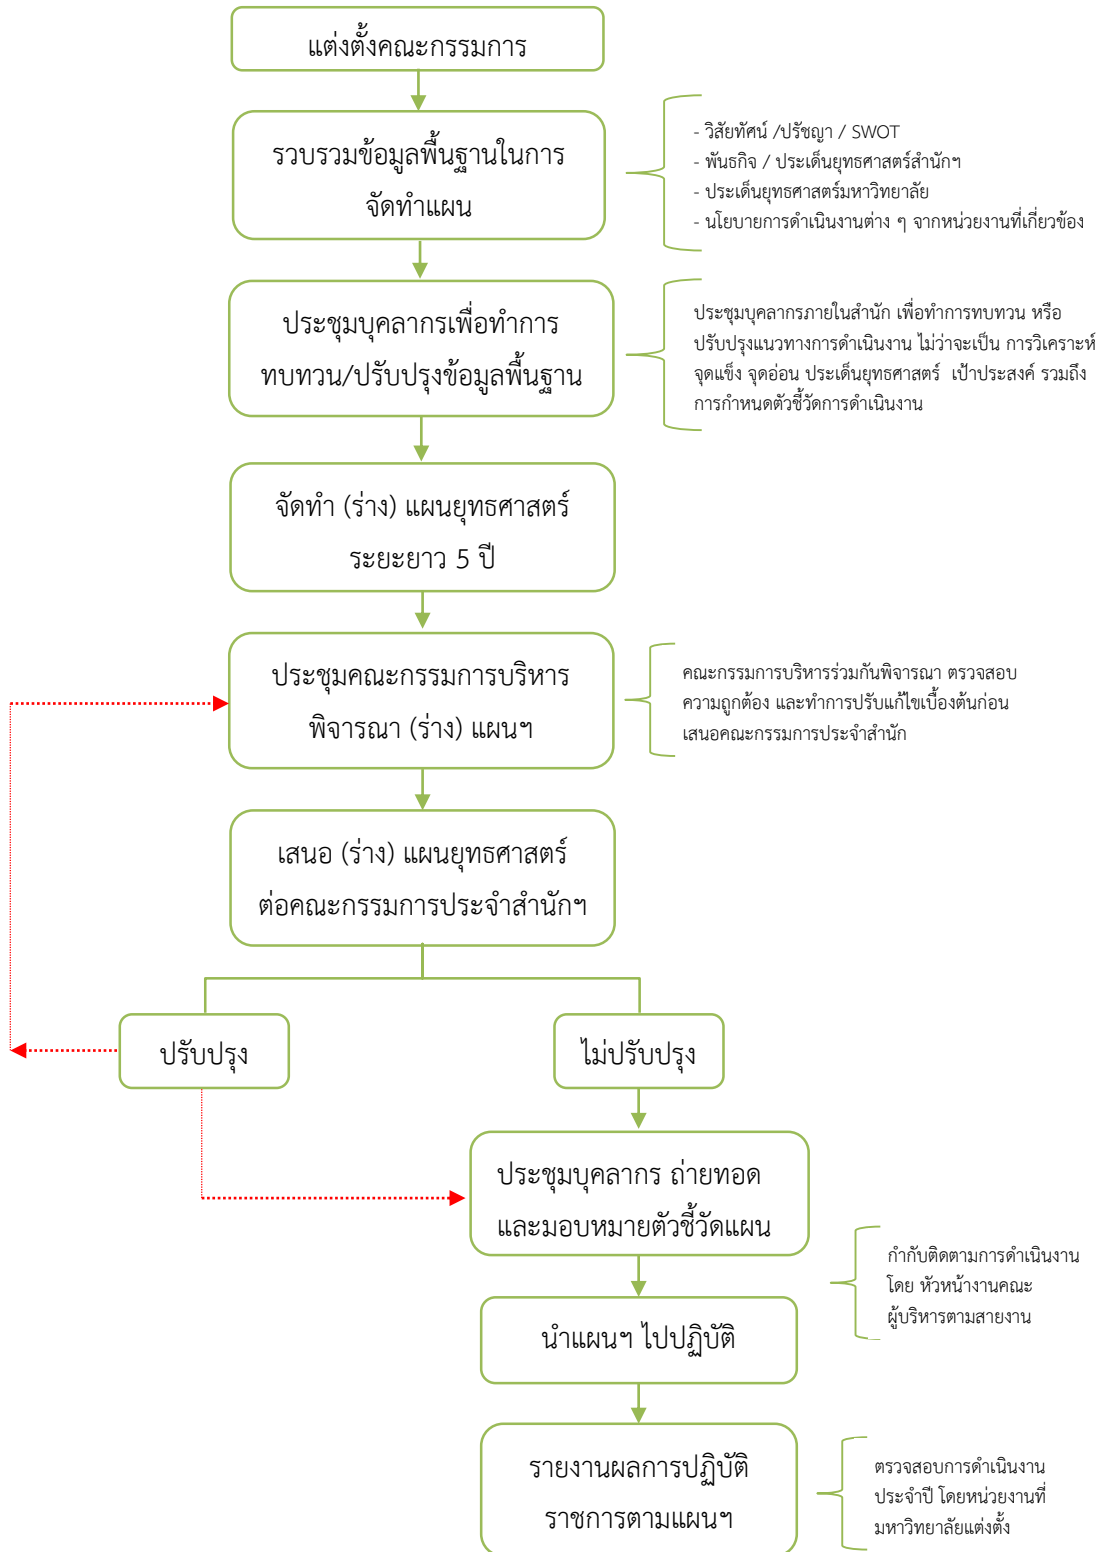 แต่งตั้งคณะกรรมการ
รวบรวมข้อมูลพื้นฐานในการ
จัดทำแผน
- วิสัยทัศน์ /ปรัชญา / SWOT
- พันธกิจ / ประเด็นยุทธศาสตร์สำนักฯ
- ประเด็นยุทธศาสตร์มหาวิทยาลัย
- นโยบายการดำเนินงานต่าง ๆ จากหน่วยงานที่เกี่ยวข้อง
ประชุมบุคลากรเพื่อทำการ
ทบทวน/ปรับปรุงข้อมูลพื้นฐาน
ประชุมบุคลากรภายในสำนัก เพื่อทำการทบทวน หรือ
ปรับปรุงแนวทางการดำเนินงาน ไม่ว่าจะเป็น การวิเคราะห์
จุดแข็ง จุดอ่อน ประเด็นยุทธศาสตร์ เป้าประสงค์ รวมถึง
การกำหนดตัวชี้วัดการดำเนินงาน
จัดทำ (ร่าง) แผนยุทธศาสตร์
ระยะยาว 5 ปี
ประชุมคณะกรรมการบริหาร
พิจารณา (ร่าง) แผนฯ
คณะกรรมการบริหารร่วมกันพิจารณา ตรวจสอบ
ความถูกต้อง และทำการปรับแก้ไขเบื้องต้นก่อน
เสนอคณะกรรมการประจำสำนัก
เสนอ (ร่าง) แผนยุทธศาสตร์
ต่อคณะกรรมการประจำสำนักฯ
ปรับปรุง
ไม่ปรับปรุง
ประชุมบุคลากร ถ่ายทอด
และมอบหมายตัวชี้วัดแผน
กำกับติดตามการดำเนินงาน
โดย หัวหน้างานคณะ
ผู้บริหารตามสายงาน
นำแผนฯ ไปปฏิบัติ
รายงานผลการปฏิบัติ
ราชการตามแผนฯ
ตรวจสอบการดำเนินงาน
ประจำปี โดยหน่วยงานที่
มหาวิทยาลัยแต่งตั้ง